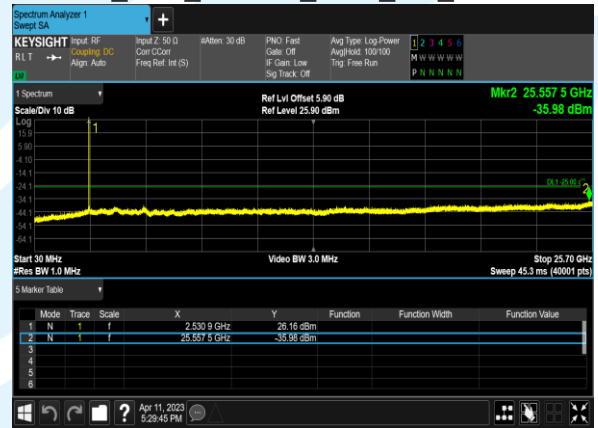 Spectrum Analyzer 1
Swept SA
+
KEYSIGHT Input: RF Input Z: 50 Ω #Atten: 30 dB PNO: Fast Avg Type: Log-Power 1 2 3 4 5 6
RLT Coupling: DC Corr CCorr Gate: Off Avg|Hold: 100/100 M W W W W W
Align: Auto Freq Ref: Int (S) IF Gain: Low Trig: Free Run P N N N N N
Sig Track: Off
1 Spectrum Ref Lvl Offset 5.90 dB Mkr2 25.557 5 GHz
Scale/Div 10 dB Ref Level 25.90 dBm -35.98 dBm
Log
1
15.9
5.90
-4.10
-14.1
-24.1 DL1 -25.00
2
-34.1
-44.1
-54.1
-64.1
Start 30 MHz Video BW 3.0 MHz Stop 25.70 GHz
#Res BW 1.0 MHz Sweep 45.3 ms (40001 pts)
5 Marker Table
Mode Trace Scale X Y Function Function Width Function Value
1 N 1 f 2.530 9 GHz 26.16 dBm
2 N 1 f 25.557 5 GHz -35.98 dBm
3
4
5
6
? Apr 11, 2023
5:29:45 PM